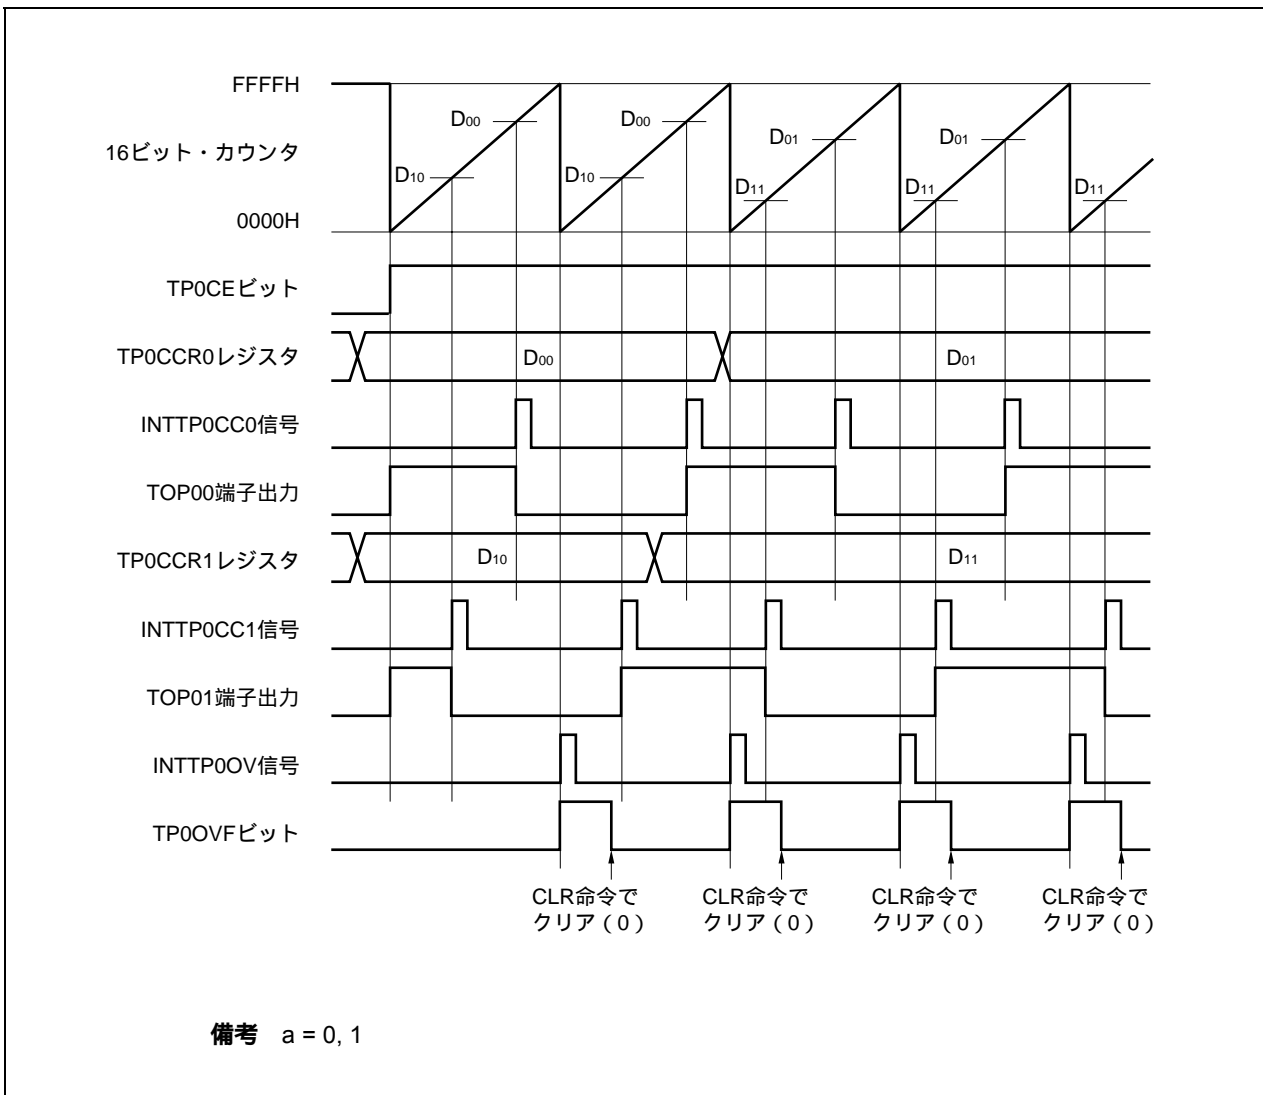 FFFFH
D00
D00
D01
D01
16ビット・カウンタ
D10
D10
D11
D11
D11
0000H
TP0CEビット
TP0CCR0レジスタ
D00
D01
INTTP0CC0信号
TOP00端子出力
TP0CCR1レジスタ
D10
D11
INTTP0CC1信号
TOP01端子出力
INTTP0OV信号
TP0OVFビット
CLR命令で
クリア(0)
CLR命令で
クリア(0)
CLR命令で
クリア(0)
CLR命令で
クリア(0)
備考 a = 0, 1